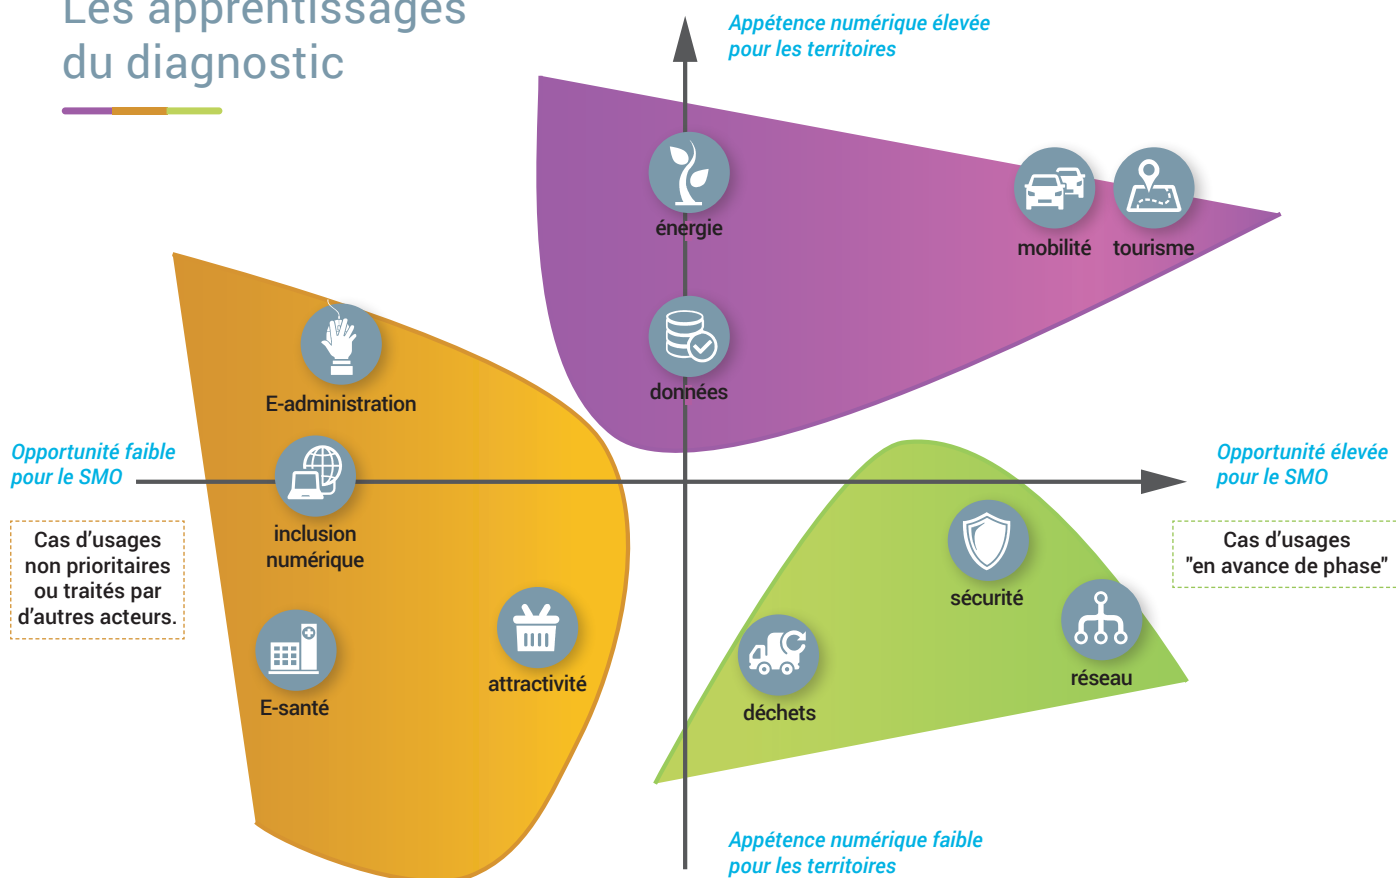 Les apprentissages
du diagnostic
Appétence numérique élevée
pour les territoires
énergie
mobilité
tourisme
données
E-administration
Opportunité faible
pour le SMO
Opportunité élevée
pour le SMO
inclusion
numérique
Cas d’usages
non prioritaires
ou traités par
d’autres acteurs.
Cas d’usages
"en avance de phase"
sécurité
réseau
attractivité
E-santé
déchets
Appétence numérique faible
pour les territoires